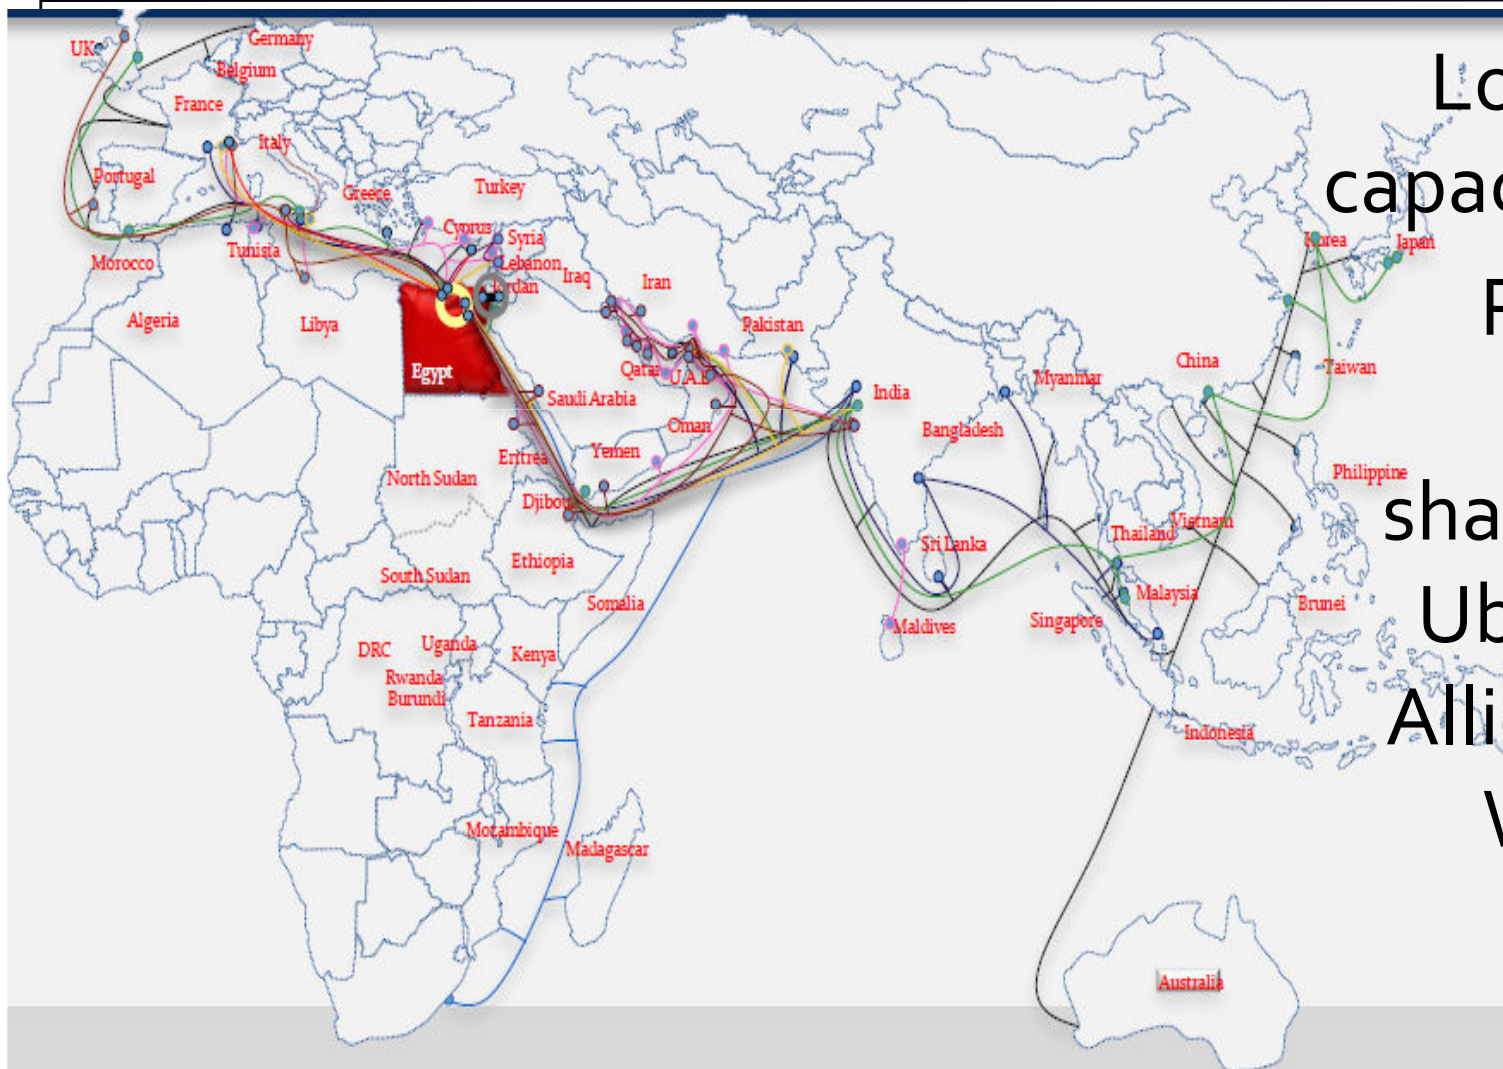 UK
Germany
Belgium
France
Italy
Portugal
Greece
Turkey
Cyprus
Syria
Lebanon
Tunisia
Morocco
Iraq
Iran
Korea
Japan
Algeria
Libya
Pakistan
Egypt
Qatar
U.A.E
China
Taiwan
Myanmar
India
Saudi Arabia
Oman
Bangladesh
Yemen
Eritrea
North Sudan
Philippine
Djibou
Vietnam
Thailand
Sri Lanka
Ethiopia
South Sudan
Somalia
Malaysia
Brunei
Singapore
Maldives
DRC
Uganda
Kenya
Rwanda
Burundi
Tanzania
Indonesia
Mozambique
Madagascar
Australia
Lo
capac
sha
Ub
Alli